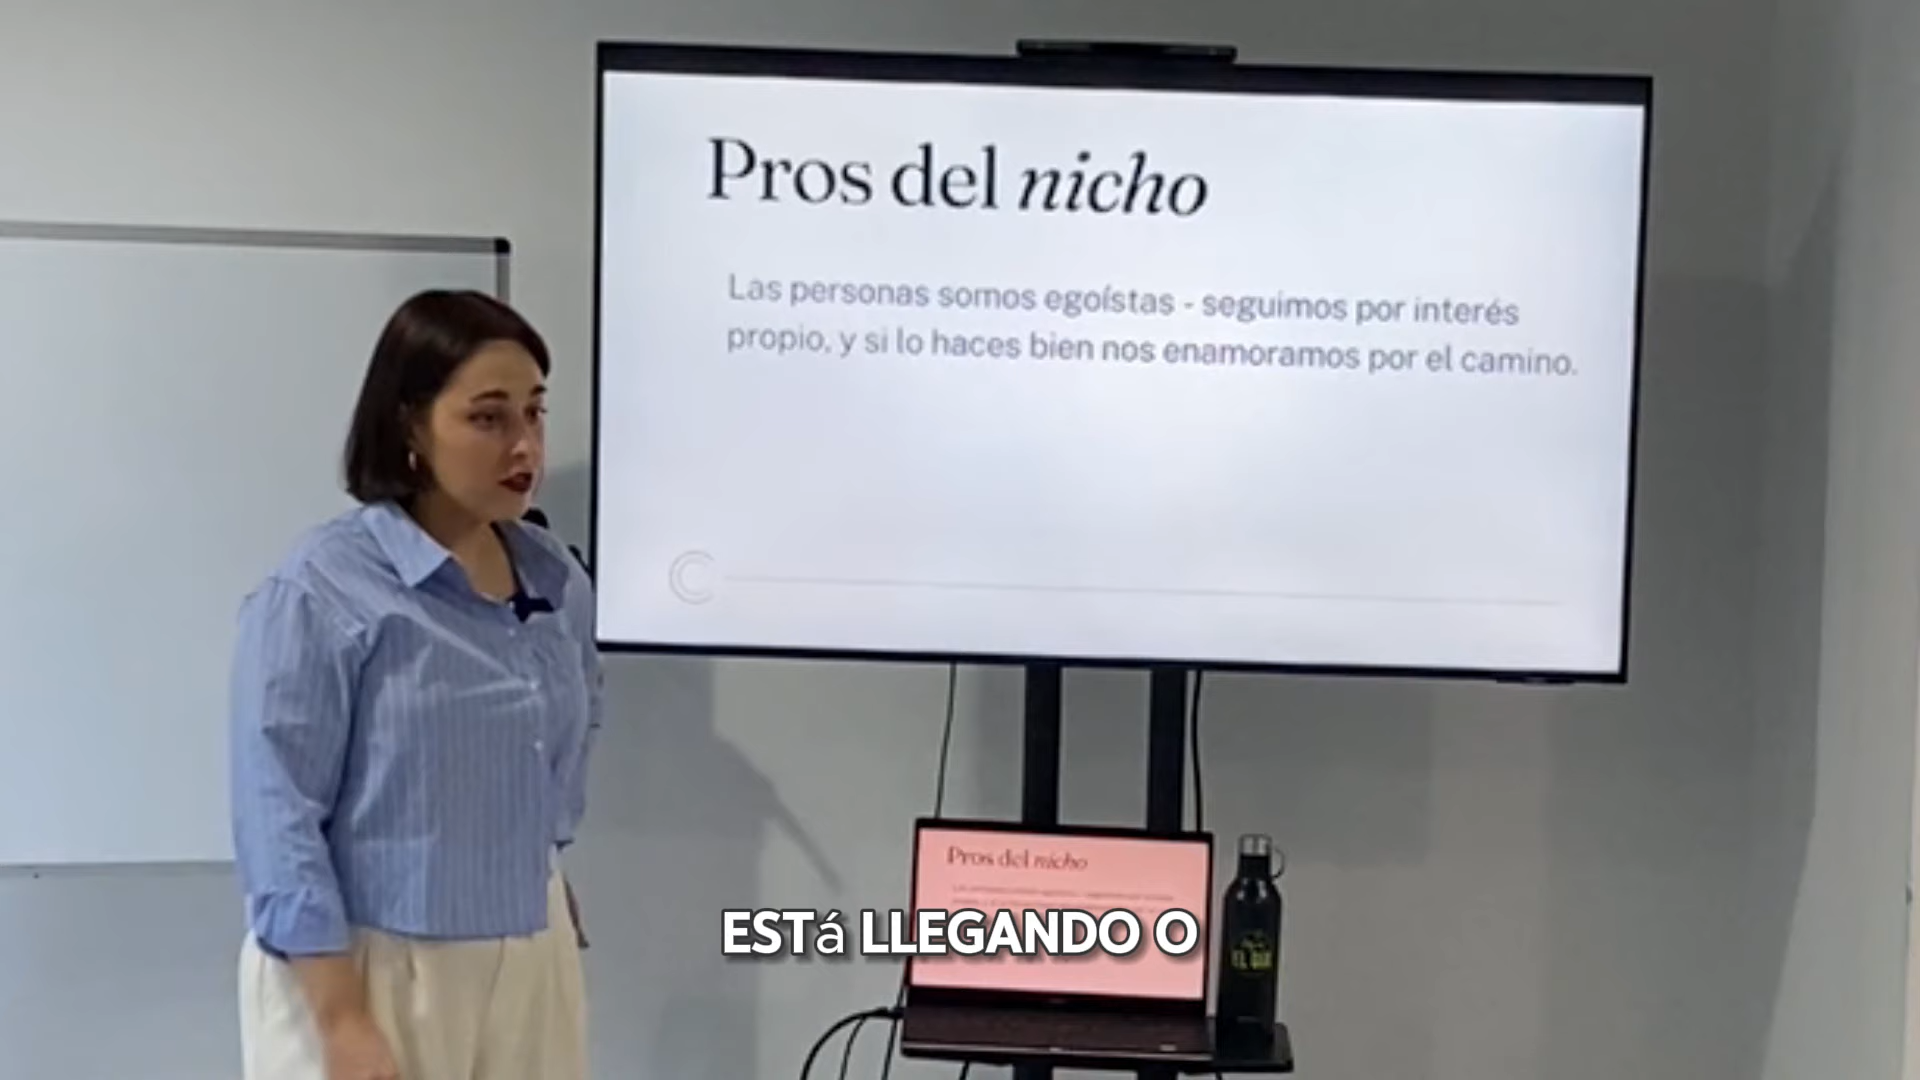 Pros del nicho
Las personas somos egoístas - seguimos por interés
propio, y si lo haces bien nos enamoramos por el camino.
Pros del nicho
ESTá LLEGANDO O